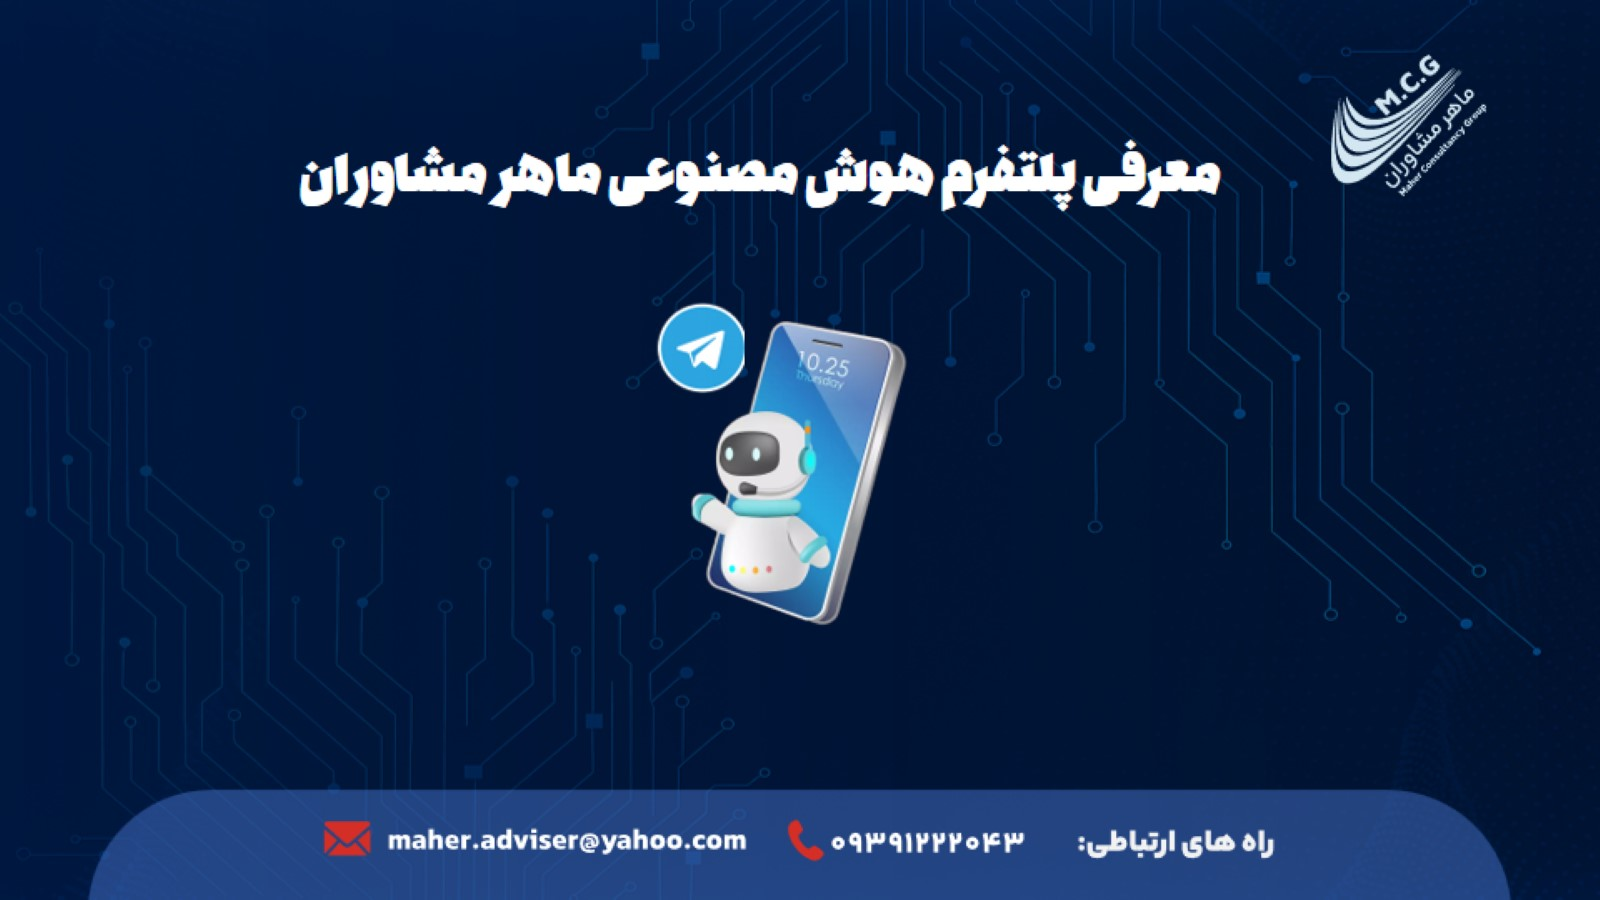 M.C.G
ماهر مشاوران
Maher Consultancy Group
معرفی پلتفرم هوش مصنوعی ماهر مشاوران
10.25
Thursday
راه های ارتباطی: ۰۹۳۹۱۲۲۲۰۴۳ maher.adviser@yahoo.com